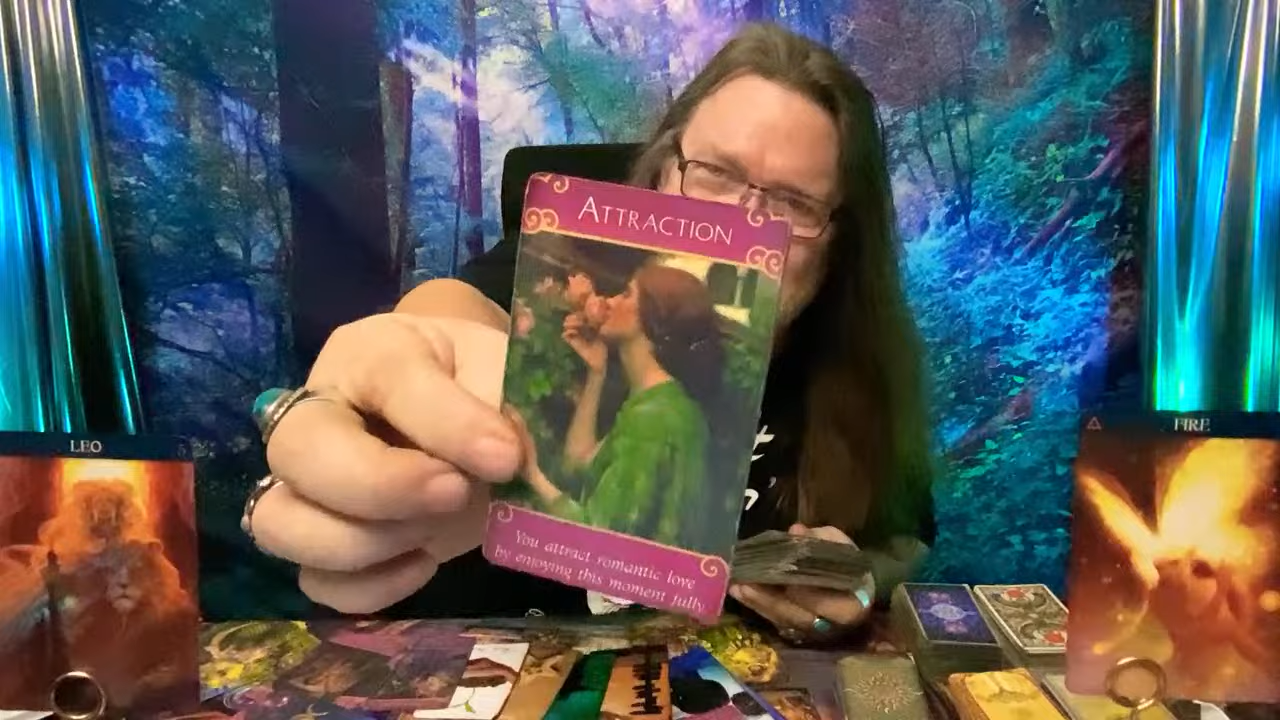 ATTRACTION
You attract romantic love
by enjoying this moment fully
LEO
FIRE